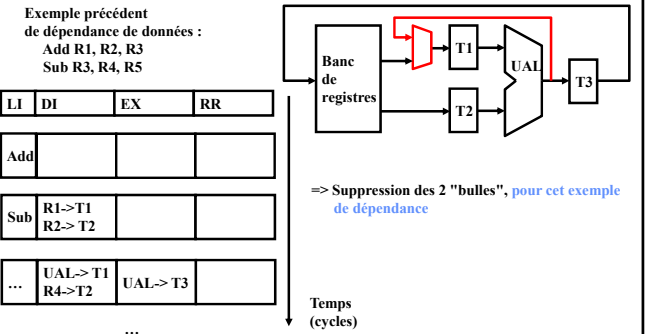 Exemple précédent
de dépendance de données :
Add R1, R2, R3
Sub R3, R4, R5
LI DI EX RR
Add
Sub R1->T1
R2-> T2
... UAL-> T1 UAL-> T3
R4->T2
...
Temps
(cycles)
Banc
de
registres
T1
T2
UAL
T3
=> Suppression des 2 "bulles", pour cet exemple
de dépendance